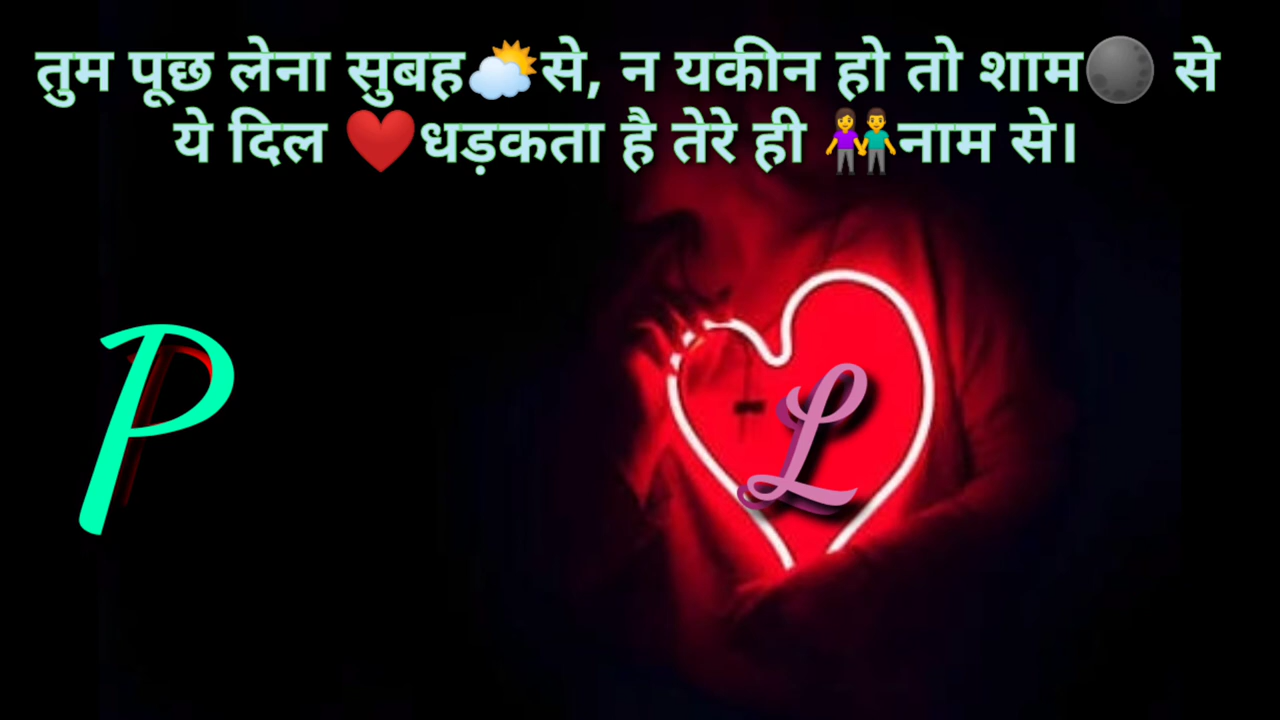 तुम पूछ लेना सुबह🌥️से, न यकीन हो तो शाम🌑 से
ये दिल ❤️धड़कता है तेरे ही 👫नाम से।
P
L